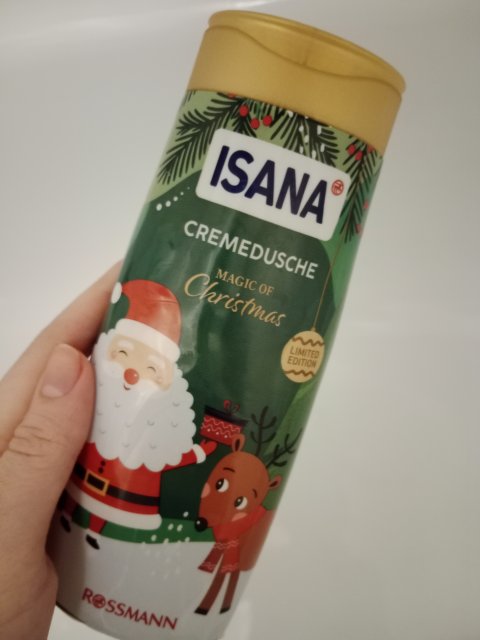 ISANA
CREMEDUSCHE
MAGIC OF
Christmas
LIMITED
EDITION
ROSSMANN